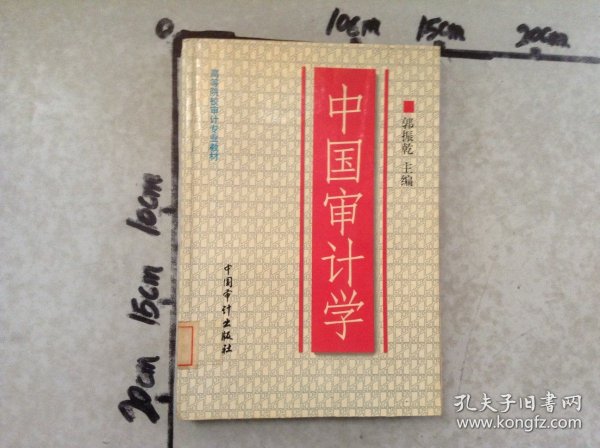 0
10cm
15cm
20cm
高等院校审计专业教材
中国审计学
郭振乾 主编
中国审计出版社
10cm
15cm
20cm
孔夫子旧书网
www.kongfz.com